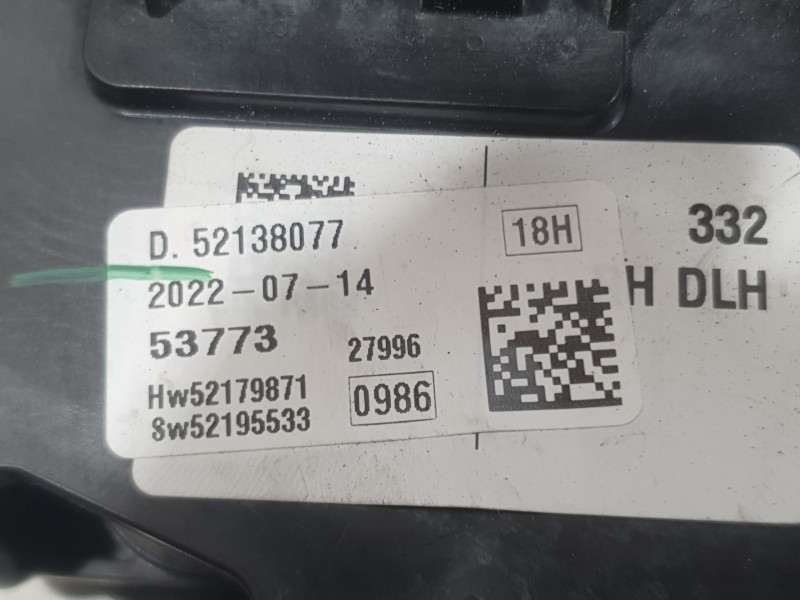 D. 52138077 18H
2022-07-14
53773 27996
Hw52179871 0986
Sw52195533
332
H DLH